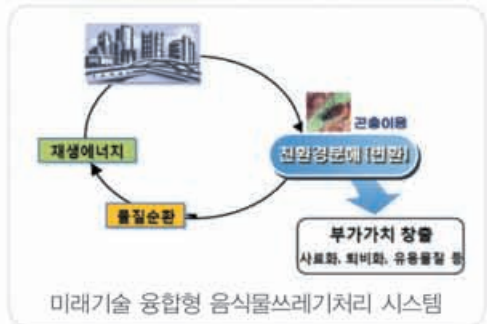 곤충이용
친환경분해 [변환]
재생에너지
물질순환
부가가치 창출
사료화, 퇴비화, 유용물질 등
미래기술 융합형 음식물쓰레기처리 시스템